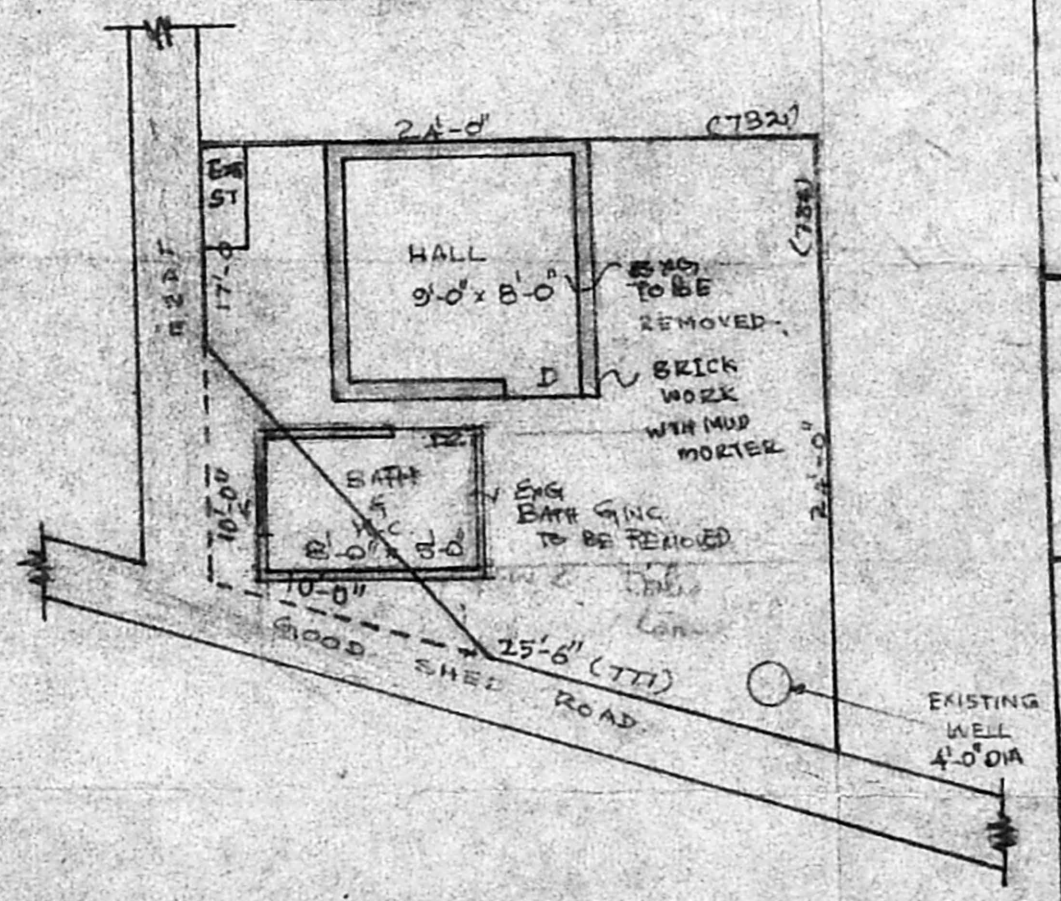 24'-0"
(732)
EXG
ST
17'-0
HALL
9'-0" x 8'-0"
EXG
TO BE
REMOVED
D
BRICK
WORK
WITH MUD
MORTER
BATH
&
W.C
8'-0" x 5'-0"
D2
EXG
BATH & WC
TO BE REMOVED
10'-0"
10'-0"
GOOD SHED ROAD
25'-6" (777)
EXISTING
WELL
4'-0" DIA